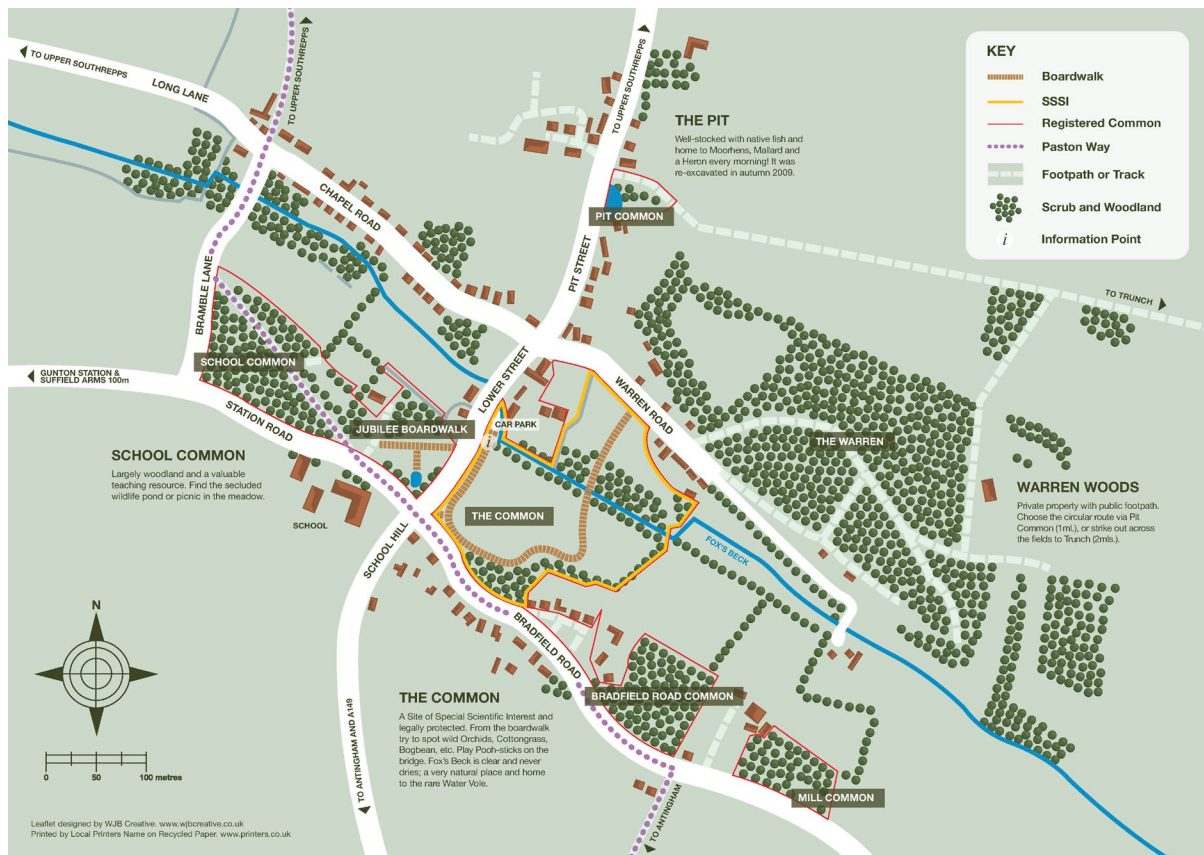 TO UPPER SOUTHREPPS
LONG LANE
TO UPPER SOUTHREPPS
TO UPPER SOUTHREPPS
KEY
Boardwalk
SSSI
Registered Common
Paston Way
Footpath or Track
Scrub and Woodland
i Information Point
THE PIT
Well-stocked with native fish and
home to Moorhens, Mallard and
a Heron every morning! It was
re-excavated in autumn 2009.
PIT COMMON
CHAPEL ROAD
PIT STREET
BRAMBLE LANE
TO TRUNCH
SCHOOL COMMON
GUNTON STATION &
SUFFIELD ARMS 100m
STATION ROAD
LOWER STREET
WARREN ROAD
JUBILEE BOARDWALK
CAR PARK
i
THE WARREN
SCHOOL COMMON
Largely woodland and a valuable
teaching resource. Find the secluded
wildlife pond or picnic in the meadow.
SCHOOL
THE COMMON
WARREN WOODS
Private property with public footpath.
Choose the circular route via Pit
Common (1ml.), or strike out across
the fields to Trunch (2mls.).
SCHOOL HILL
FOX'S BECK
BRADFIELD ROAD
N
THE COMMON
A Site of Special Scientific Interest and
legally protected. From the boardwalk
try to spot wild Orchids, Cottongrass,
Bogbean, etc. Play Pooh-sticks on the
bridge. Fox's Beck is clear and never
dries; a very natural place and home
to the rare Water Vole.
BRADFIELD ROAD COMMON
TO ANTINGHAM AND A149
MILL COMMON
TO ANTINGHAM
0 50 100 metres
Leaflet designed by WJB Creative. www.wjbcreative.co.uk
Printed by Local Printers Name on Recycled Paper. www.printers.co.uk